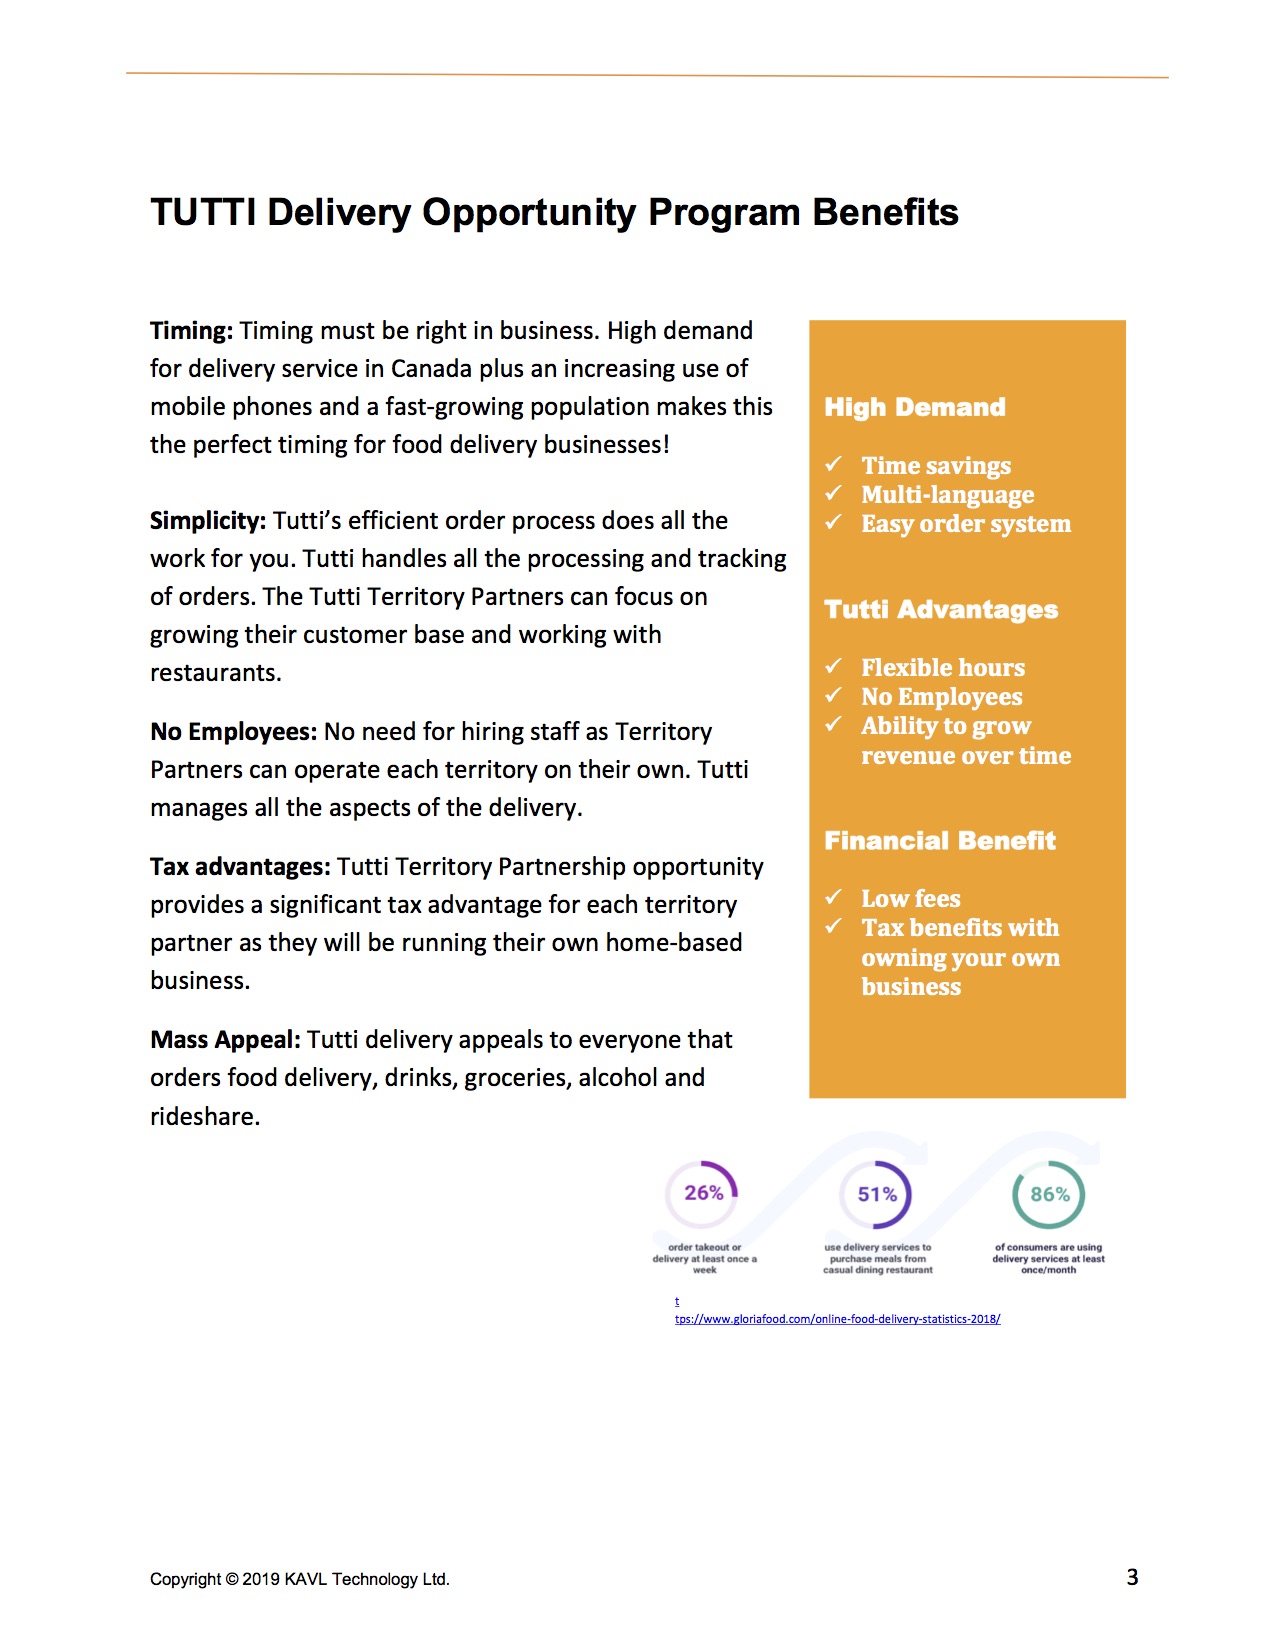 TUTTI Delivery Opportunity Program Benefits
Timing: Timing must be right in business. High demand
for delivery service in Canada plus an increasing use of
mobile phones and a fast-growing population makes this
the perfect timing for food delivery businesses!
Simplicity: Tutti’s efficient order process does all the
work for you. Tutti handles all the processing and tracking
of orders. The Tutti Territory Partners can focus on
growing their customer base and working with
restaurants.
No Employees: No need for hiring staff as Territory
Partners can operate each territory on their own. Tutti
manages all the aspects of the delivery.
Tax advantages: Tutti Territory Partnership opportunity
provides a significant tax advantage for each territory
partner as they will be running their own home-based
business.
Mass Appeal: Tutti delivery appeals to everyone that
orders food delivery, drinks, groceries, alcohol and
rideshare.
High Demand
✓ Time savings
✓ Multi-language
✓ Easy order system
Tutti Advantages
✓ Flexible hours
✓ No Employees
✓ Ability to grow
revenue over time
Financial Benefit
✓ Low fees
✓ Tax benefits with
owning your own
business
26%
order takeout or
delivery at least once a
week
51%
use delivery services to
purchase meals from
casual dining restaurant
86%
of consumers are using
delivery services at least
once/month
t
tps://www.gloriafood.com/online-food-delivery-statistics-2018/
Copyright © 2019 KAVL Technology Ltd.
3